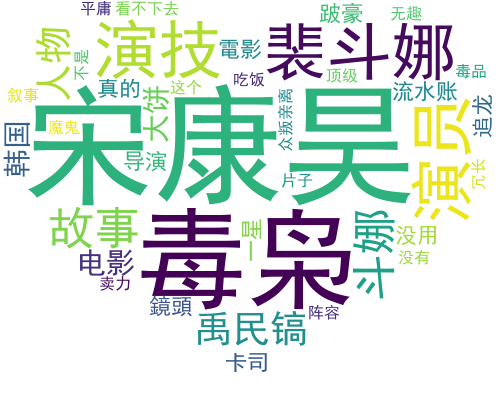 平庸
看不下去
跛豪
无趣
演技
裴斗娜
人物
不是
電影
毒品
真的
这个
吃饭
顶级
流水账
叙事
大饼
追龙
宋康昊
演员
魔鬼
众叛亲离
韩国
导演
片子
冗长
故事
毒枭
一星
斗娜
没用
电影
没有
卖力
鏡頭
禹民镐
阵容
卡司